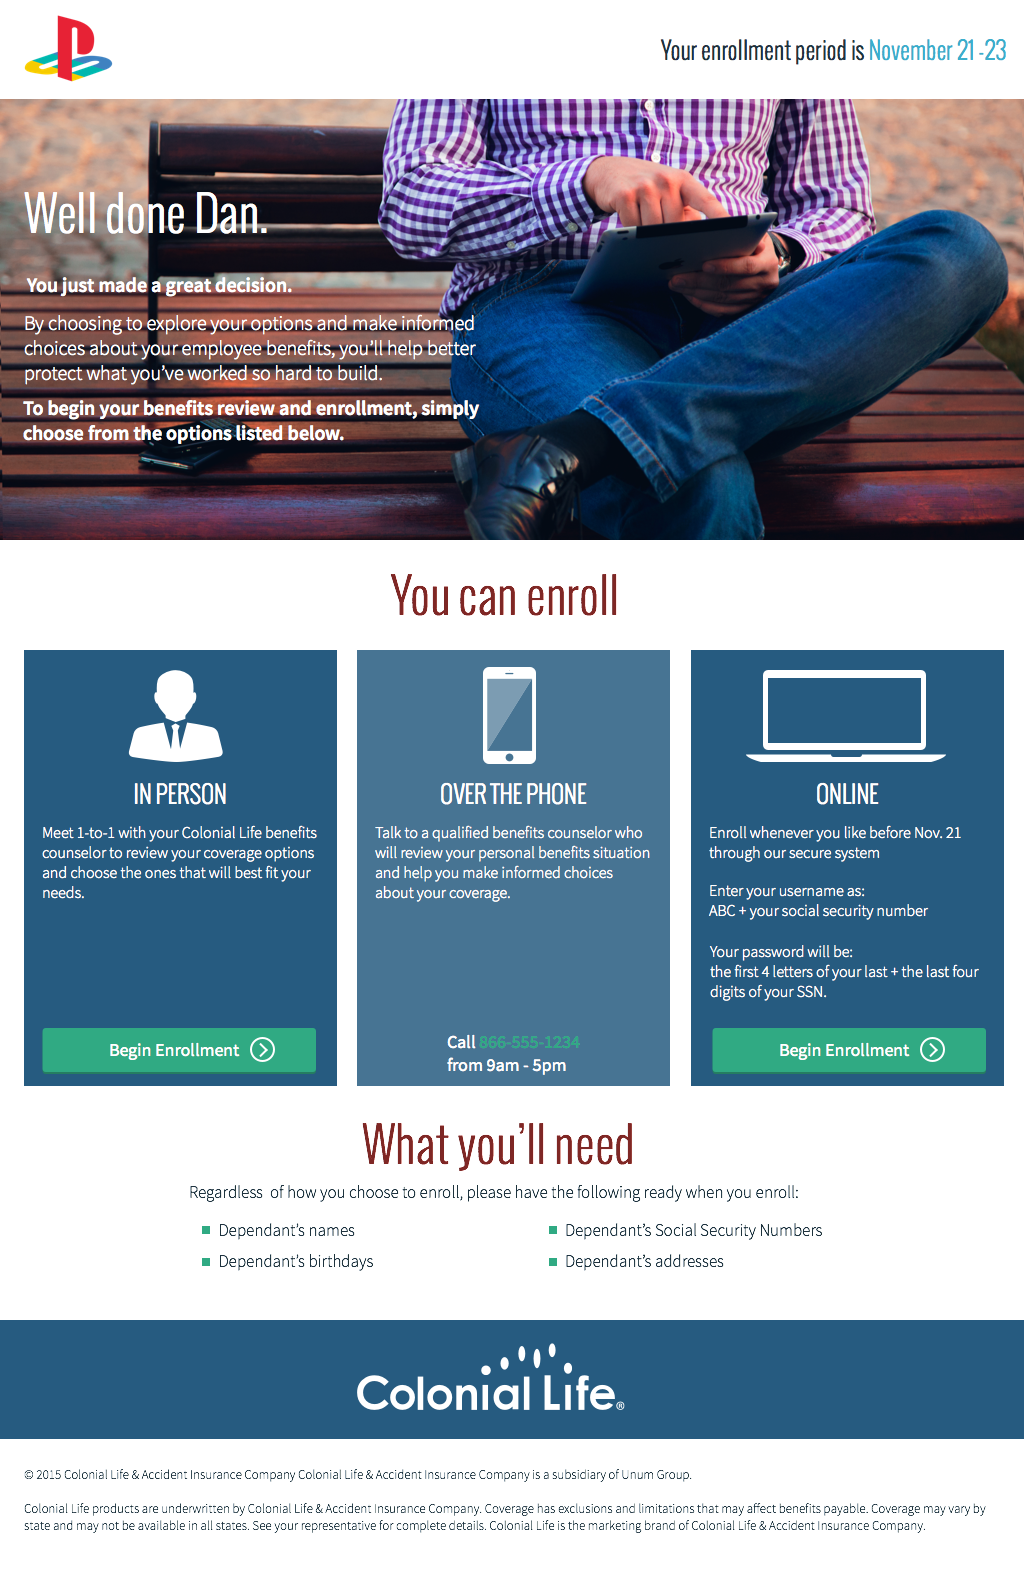 Your enrollment period is November 21 -23
Well done Dan.
You just made a great decision.
By choosing to explore your options and make informed
choices about your employee benefits, you’ll help better
protect what you’ve worked so hard to build.
To begin your benefits review and enrollment, simply
choose from the options listed below.
You can enroll
IN PERSON
Meet 1-to-1 with your Colonial Life benefits
counselor to review your coverage options
and choose the ones that will best fit your
needs.
Begin Enrollment
OVER THE PHONE
Talk to a qualified benefits counselor who
will review your personal benefits situation
and help you make informed choices
about your coverage.
Call 866-555-1234
from 9am - 5pm
ONLINE
Enroll whenever you like before Nov. 21
through our secure system
Enter your username as:
ABC + your social security number
Your password will be:
the first 4 letters of your last + the last four
digits of your SSN.
Begin Enrollment
What you’ll need
Regardless  of how you choose to enroll, please have the following ready when you enroll:
Dependant’s names
Dependant’s birthdays
Dependant’s Social Security Numbers
Dependant’s addresses
Colonial Life®
© 2015 Colonial Life & Accident Insurance Company Colonial Life & Accident Insurance Company is a subsidiary of Unum Group.
Colonial Life products are underwritten by Colonial Life & Accident Insurance Company. Coverage has exclusions and limitations that may affect benefits payable. Coverage may vary by
state and may not be available in all states. See your representative for complete details. Colonial Life is the marketing brand of Colonial Life & Accident Insurance Company.